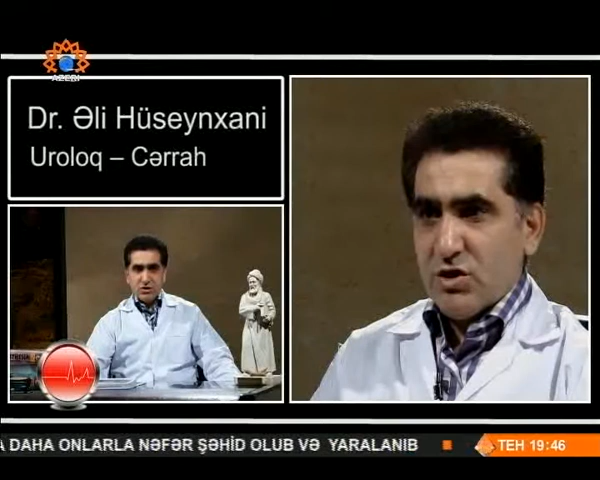 AZERI
Dr. Əli Hüseynxani
Uroloq – Cərrah
DAHA ONLARLA NƏFƏR ŞƏHİD OLUB VƏ YARALANIB
TEH 19:46